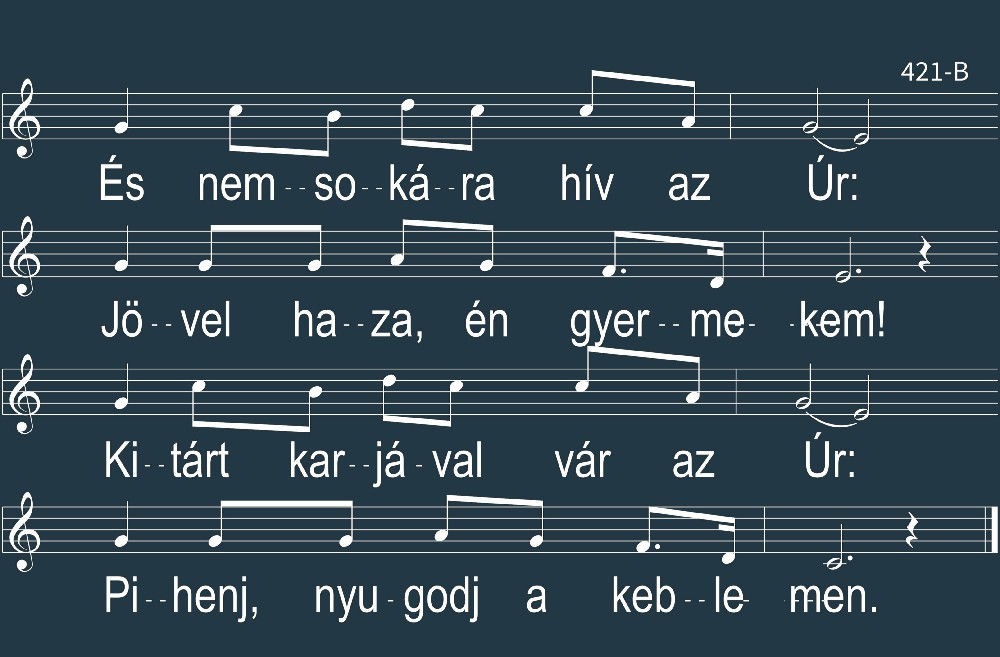 421-B
És nem--so--ká--ra hív az Úr:
Jö--vel ha--za, én gyer--me- -kem!
Ki--tárt kar--já-val vár az Úr:
Pi--henj, nyu-godj a keb--le- --men.